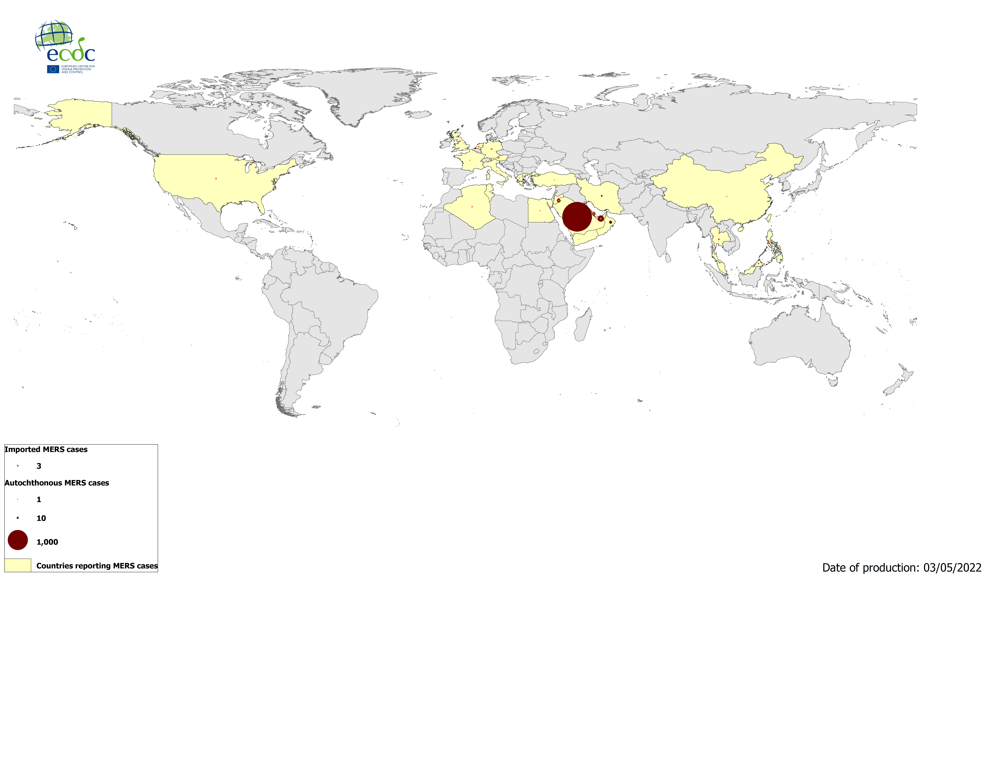 ecdc
EUROPEAN CENTRE FOR
DISEASE PREVENTION
AND CONTROL
Imported MERS cases
3
Autochthonous MERS cases
1
10
1,000
Countries reporting MERS cases
Date of production: 03/05/2022